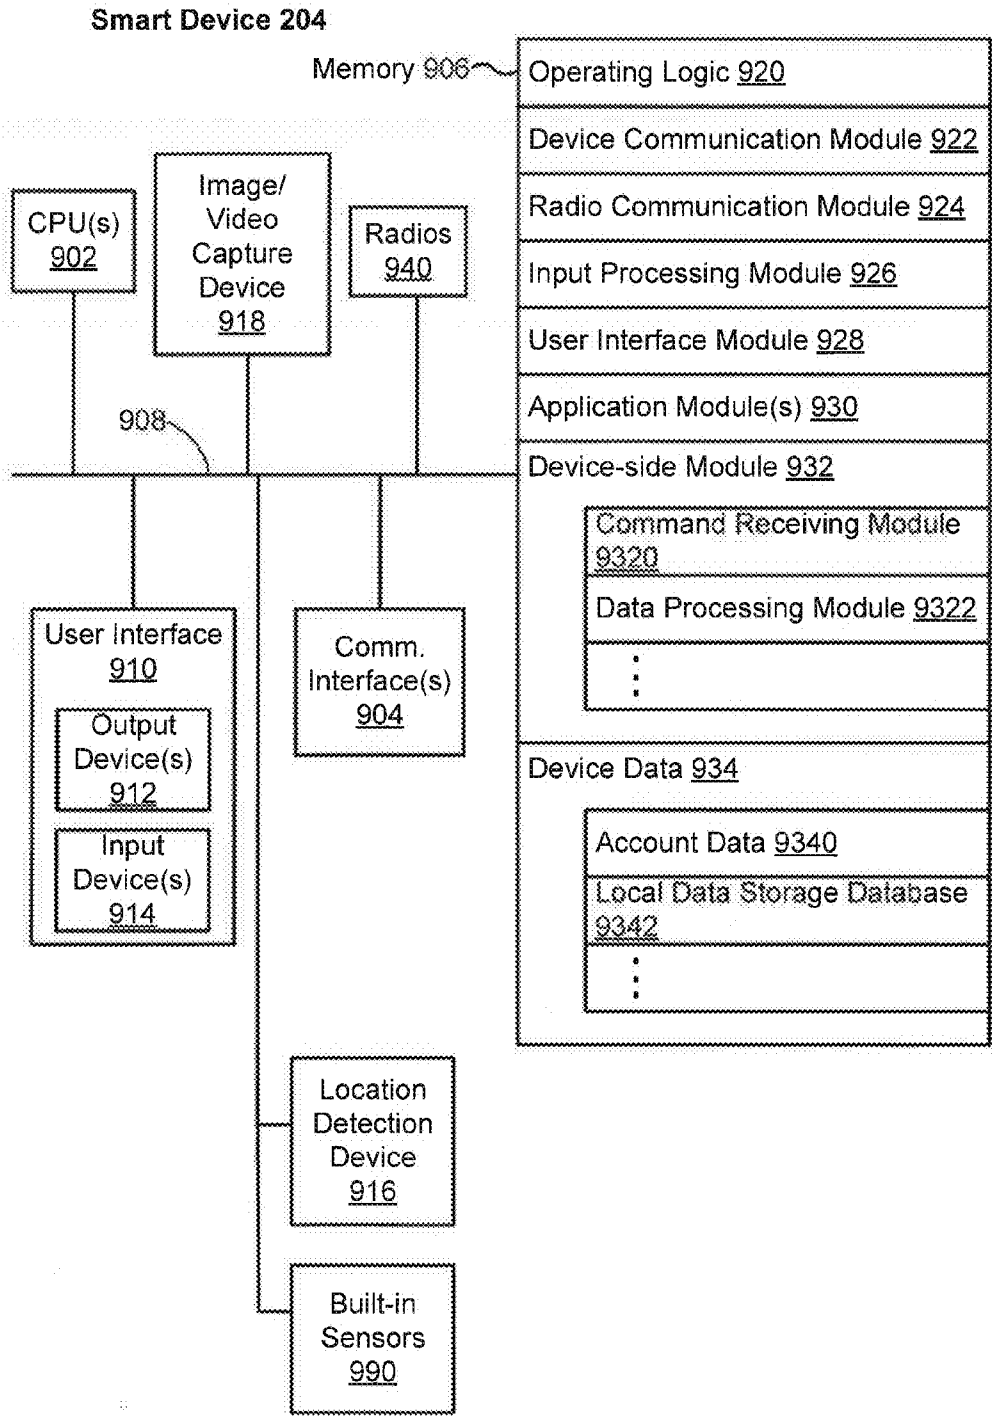 Smart Device 204
Memory 906
Operating Logic 920
Device Communication Module 922
Radio Communication Module 924
Input Processing Module 926
User Interface Module 928
Application Module(s) 930
Device-side Module 932
Command Receiving Module
9320
Data Processing Module 9322
Device Data 934
Account Data 9340
Local Data Storage Database
9342
CPU(s)
902
Image/
Video
Capture
Device
918
Radios
940
908
User Interface
910
Output
Device(s)
912
Input
Device(s)
914
Comm.
Interface(s)
904
Location
Detection
Device
916
Built-in
Sensors
990